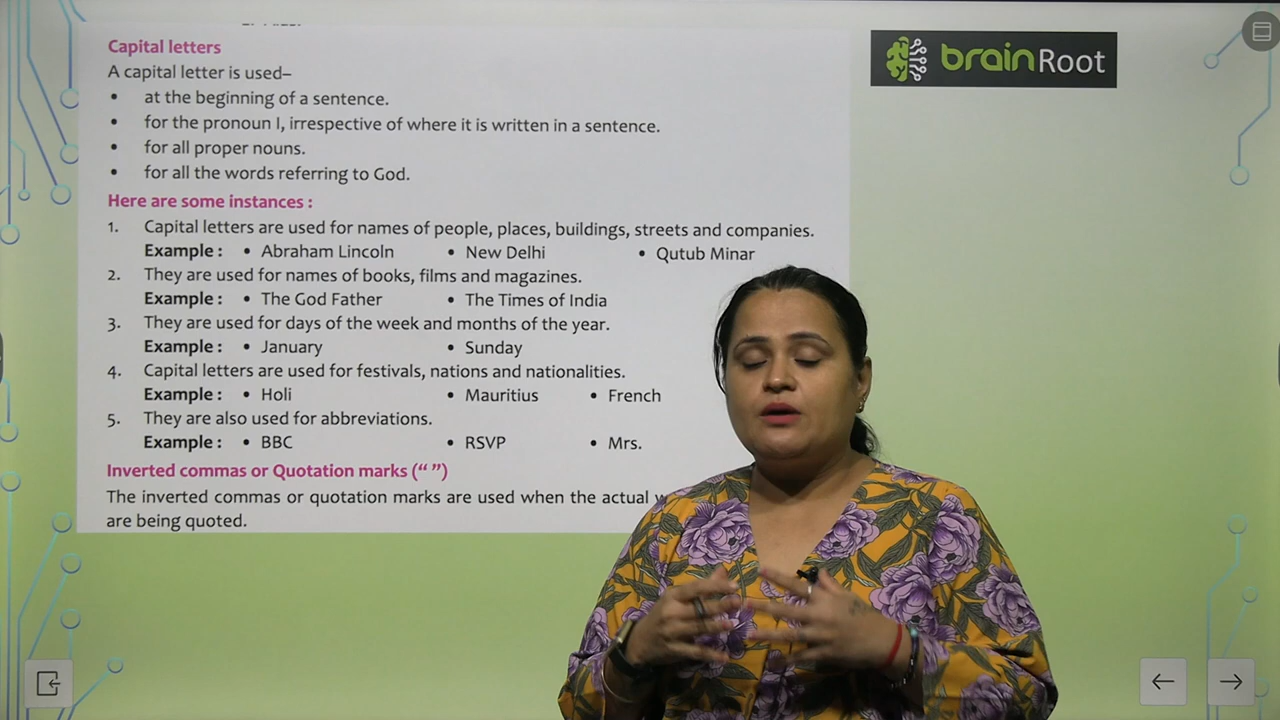 Capital letters
A capital letter is used–
• at the beginning of a sentence.
• for the pronoun I, irrespective of where it is written in a sentence.
• for all proper nouns.
• for all the words referring to God.
Here are some instances :
1. Capital letters are used for names of people, places, buildings, streets and companies.
Example : • Abraham Lincoln • New Delhi • Qutub Minar
2. They are used for names of books, films and magazines.
Example : • The God Father • The Times of India
3. They are used for days of the week and months of the year.
Example : • January • Sunday
4. Capital letters are used for festivals, nations and nationalities.
Example : • Holi • Mauritius • French
5. They are also used for abbreviations.
Example : • BBC • RSVP • Mrs.
Inverted commas or Quotation marks (“ ”)
The inverted commas or quotation marks are used when the actual
are being quoted.
brainRoot